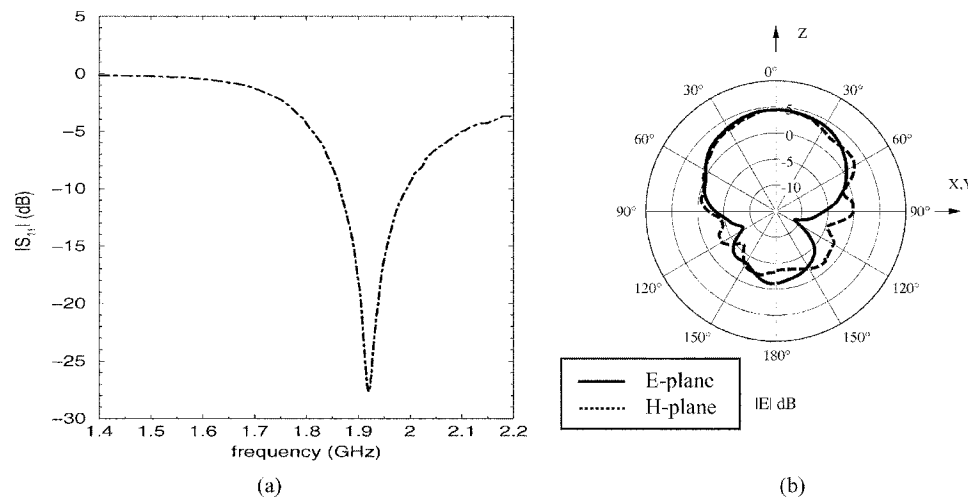 5
0
−5
−10
−15
−20
−25
−30
|S₁₁| (dB)
1.4 1.5 1.6 1.7 1.8 1.9 2 2.1 2.2
frequency (GHz)
(a)
Z
0°
30° 30°
60° 60°
90° 90°
120° 120°
150° 150°
180°
5
0
-5
-10
X,Y
E-plane
H-plane
|E| dB
(b)